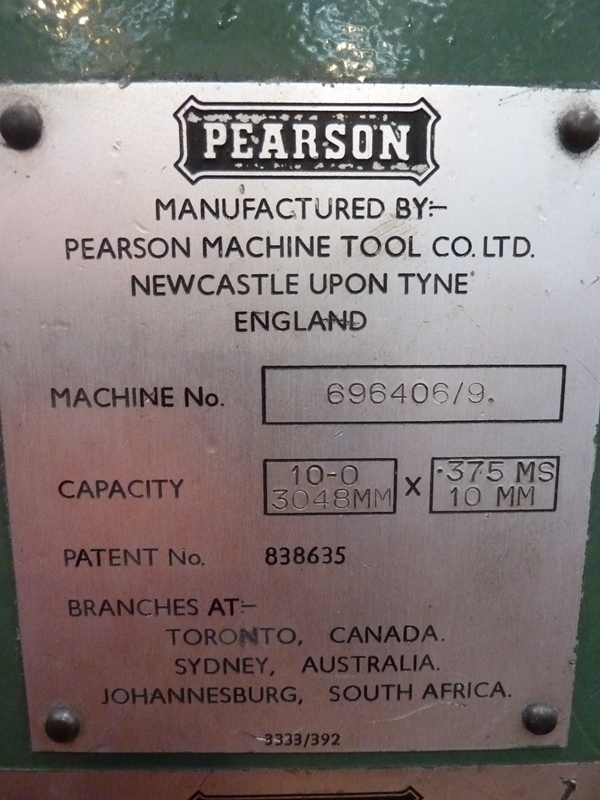 PEARSON
MANUFACTURED BY:-
PEARSON MACHINE TOOL CO. LTD.
NEWCASTLE UPON TYNE
ENGLAND
MACHINE No. 696406/9.
CAPACITY 10-0 3048MM X .375 MS 10 MM
PATENT No. 838635
BRANCHES AT:-
TORONTO, CANADA.
SYDNEY, AUSTRALIA.
JOHANNESBURG, SOUTH AFRICA.
3333/392